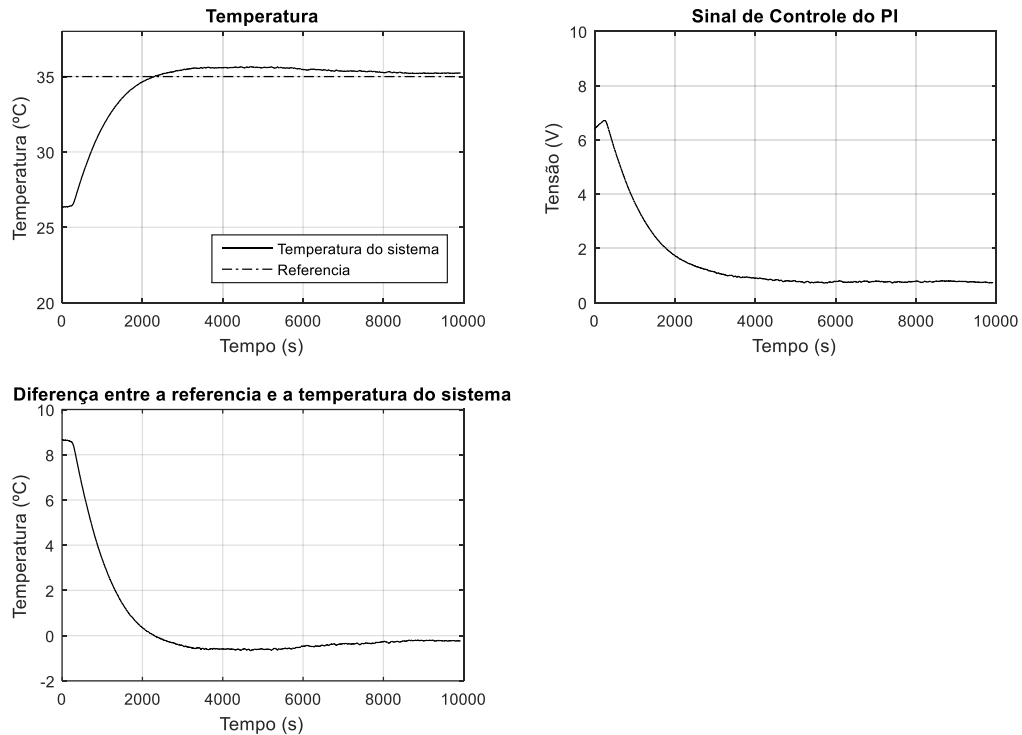 Temperatura
35
30
25
20
0 2000 4000 6000 8000 10000
Temperatura (ºC)
Tempo (s)
Temperatura do sistema
Referencia
Sinal de Controle do PI
10
8
6
4
2
0
0 2000 4000 6000 8000 10000
Tensão (V)
Tempo (s)
Diferença entre a referencia e a temperatura do sistema
10
8
6
4
2
0
-2
0 2000 4000 6000 8000 10000
Temperatura (ºC)
Tempo (s)